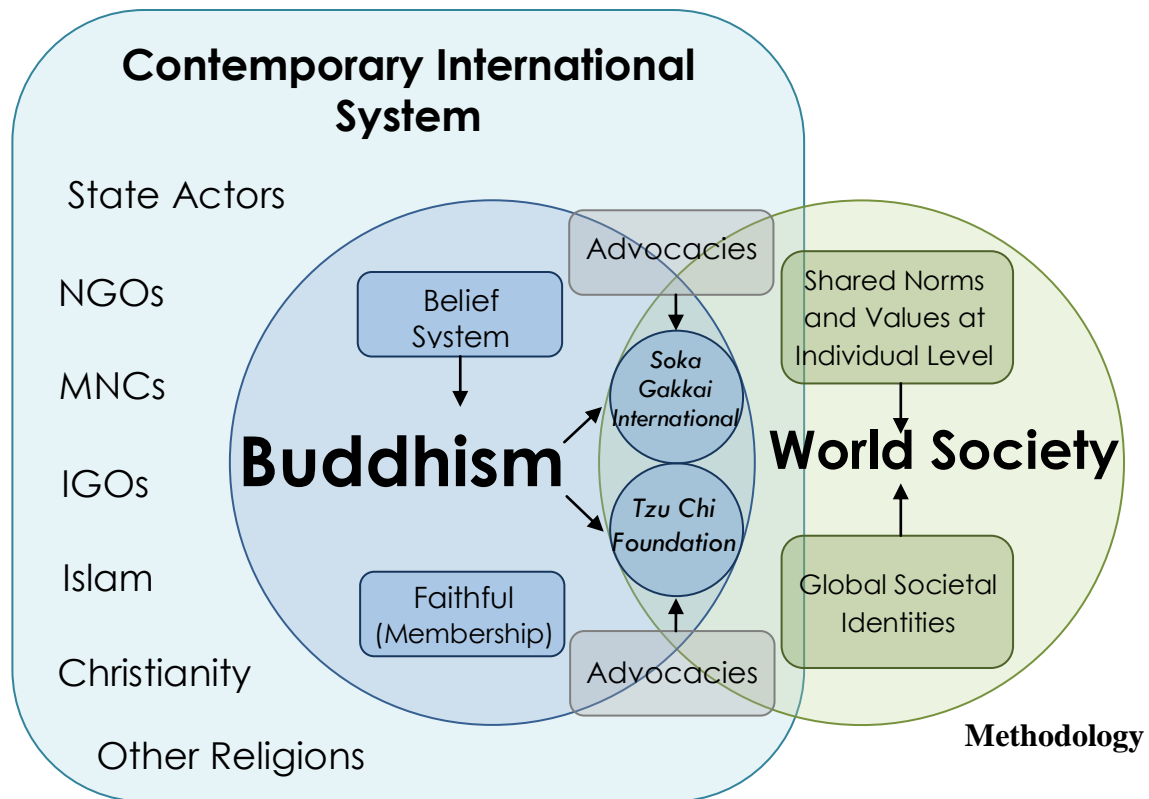 Contemporary International
System
State Actors
NGOs
MNCs
IGOs
Islam
Christianity
Other Religions
Advocacies
Belief
System
Soka
Gakkai
International
Shared Norms
and Values at
Individual Level
Buddhism
World Society
Tzu Chi
Foundation
Faithful
(Membership)
Global Societal
Identities
Advocacies
Methodology